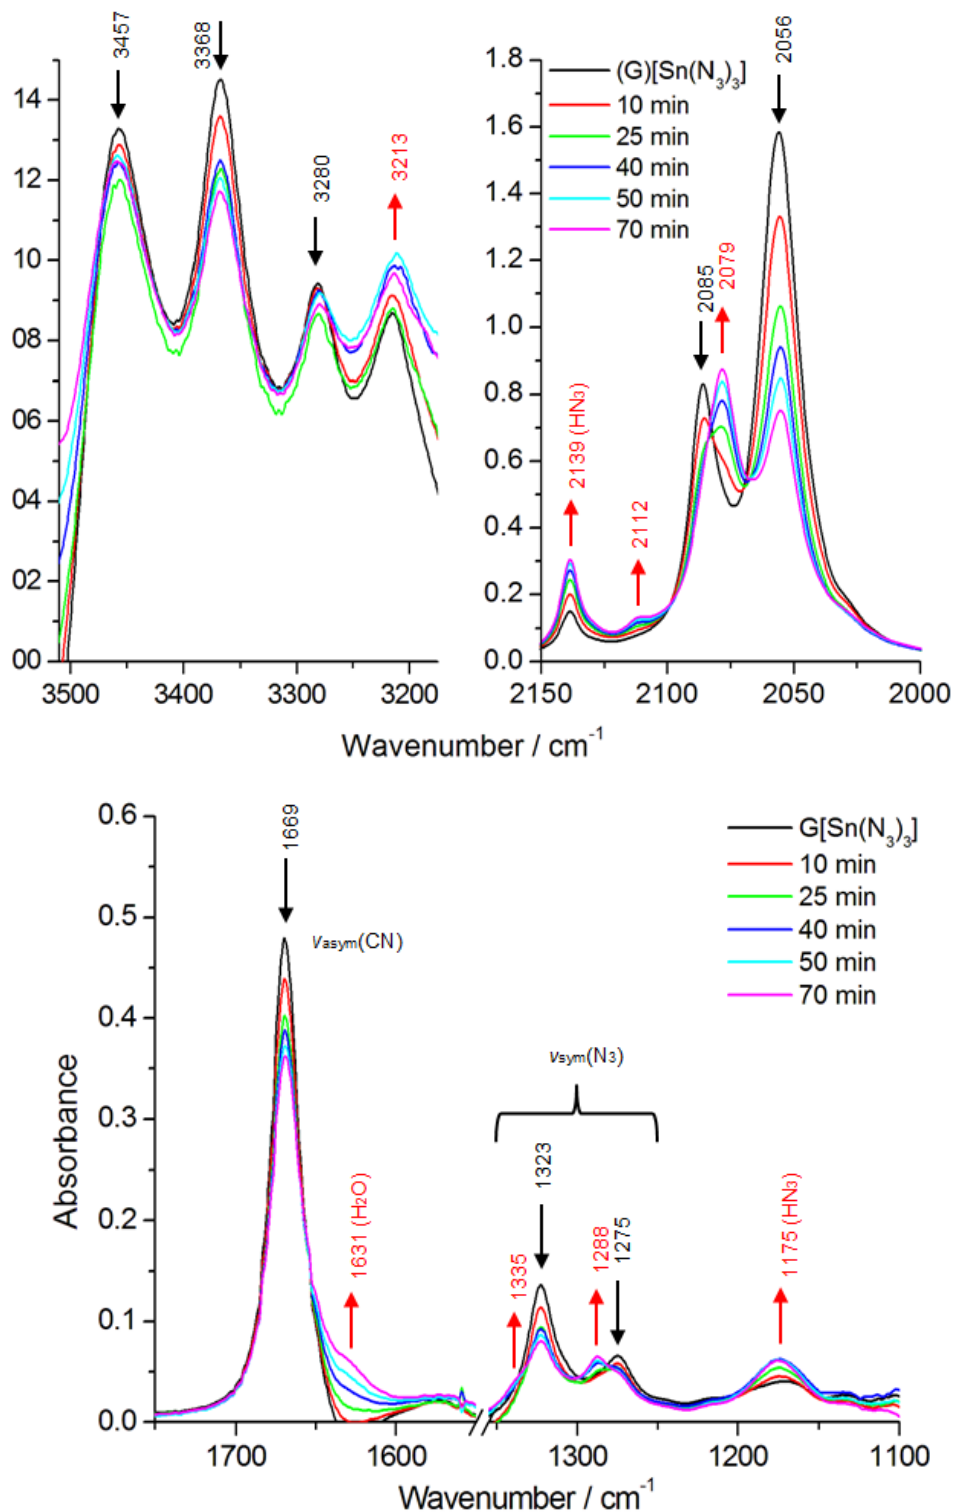 3457
3368
3280
3213
14
12
10
08
06
04
02
00
3500
3400
3300
3200
1.8
1.6
1.4
1.2
1.0
0.8
0.6
0.4
0.2
0.0
(G)[Sn(N₃)₃]
10 min
25 min
40 min
50 min
70 min
2056
2085
2079
2139 (HN₃)
2112
2150
2100
2050
2000
Wavenumber / cm⁻¹
0.6
0.5
0.4
0.3
0.2
0.1
0.0
Absorbance
1669
νasym(CN)
1631 (H₂O)
G[Sn(N₃)₃]
10 min
25 min
40 min
50 min
70 min
νsym(N₃)
1335
1323
1288
1275
1175 (HN₃)
1700
1600
1300
1200
1100
Wavenumber / cm⁻¹